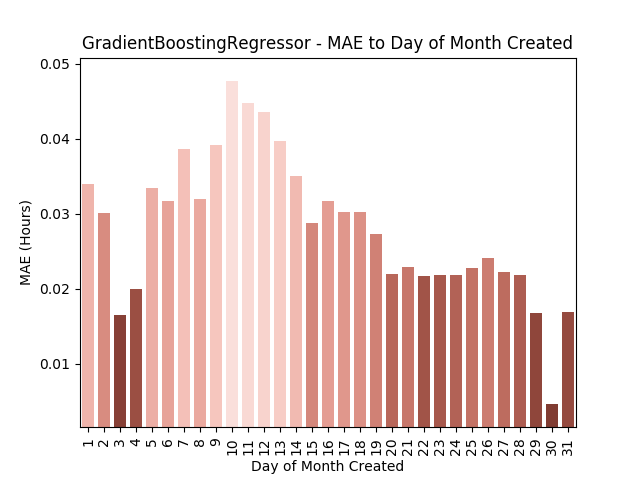 GradientBoostingRegressor - MAE to Day of Month Created
0.05
0.04
0.03
0.02
0.01
MAE (Hours)
1 2 3 4 5 6 7 8 9 10 11 12 13 14 15 16 17 18 19 20 21 22 23 24 25 26 27 28 29 30 31
Day of Month Created